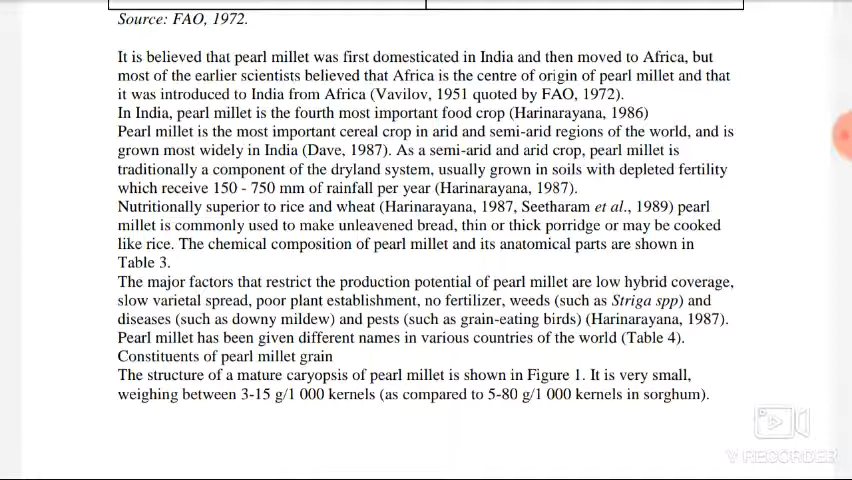 Source: FAO, 1972.
It is believed that pearl millet was first domesticated in India and then moved to Africa, but
most of the earlier scientists believed that Africa is the centre of origin of pearl millet and that
it was introduced to India from Africa (Vavilov, 1951 quoted by FAO, 1972).
In India, pearl millet is the fourth most important food crop (Harinarayana, 1986)
Pearl millet is the most important cereal crop in arid and semi-arid regions of the world, and is
grown most widely in India (Dave, 1987). As a semi-arid and arid crop, pearl millet is
traditionally a component of the dryland system, usually grown in soils with depleted fertility
which receive 150 - 750 mm of rainfall per year (Harinarayana, 1987).
Nutritionally superior to rice and wheat (Harinarayana, 1987, Seetharam et al., 1989) pearl
millet is commonly used to make unleavened bread, thin or thick porridge or may be cooked
like rice. The chemical composition of pearl millet and its anatomical parts are shown in
Table 3.
The major factors that restrict the production potential of pearl millet are low hybrid coverage,
slow varietal spread, poor plant establishment, no fertilizer, weeds (such as Striga spp) and
diseases (such as downy mildew) and pests (such as grain-eating birds) (Harinarayana, 1987).
Pearl millet has been given different names in various countries of the world (Table 4).
Constituents of pearl millet grain
The structure of a mature caryopsis of pearl millet is shown in Figure 1. It is very small,
weighing between 3-15 g/1 000 kernels (as compared to 5-80 g/1 000 kernels in sorghum).
V RECORDER